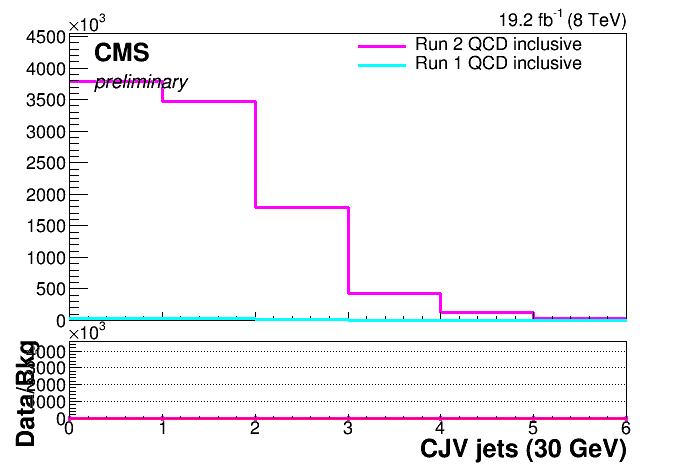 19.2 fb⁻¹ (8 TeV)
×10³
4500
CMS
Run 2 QCD inclusive
Run 1 QCD inclusive
4000
preliminary
3500
3000
2500
2000
1500
1000
500
0
×10³
Data/Bkg
0
0 1 2 3 4 5 6
CJV jets (30 GeV)